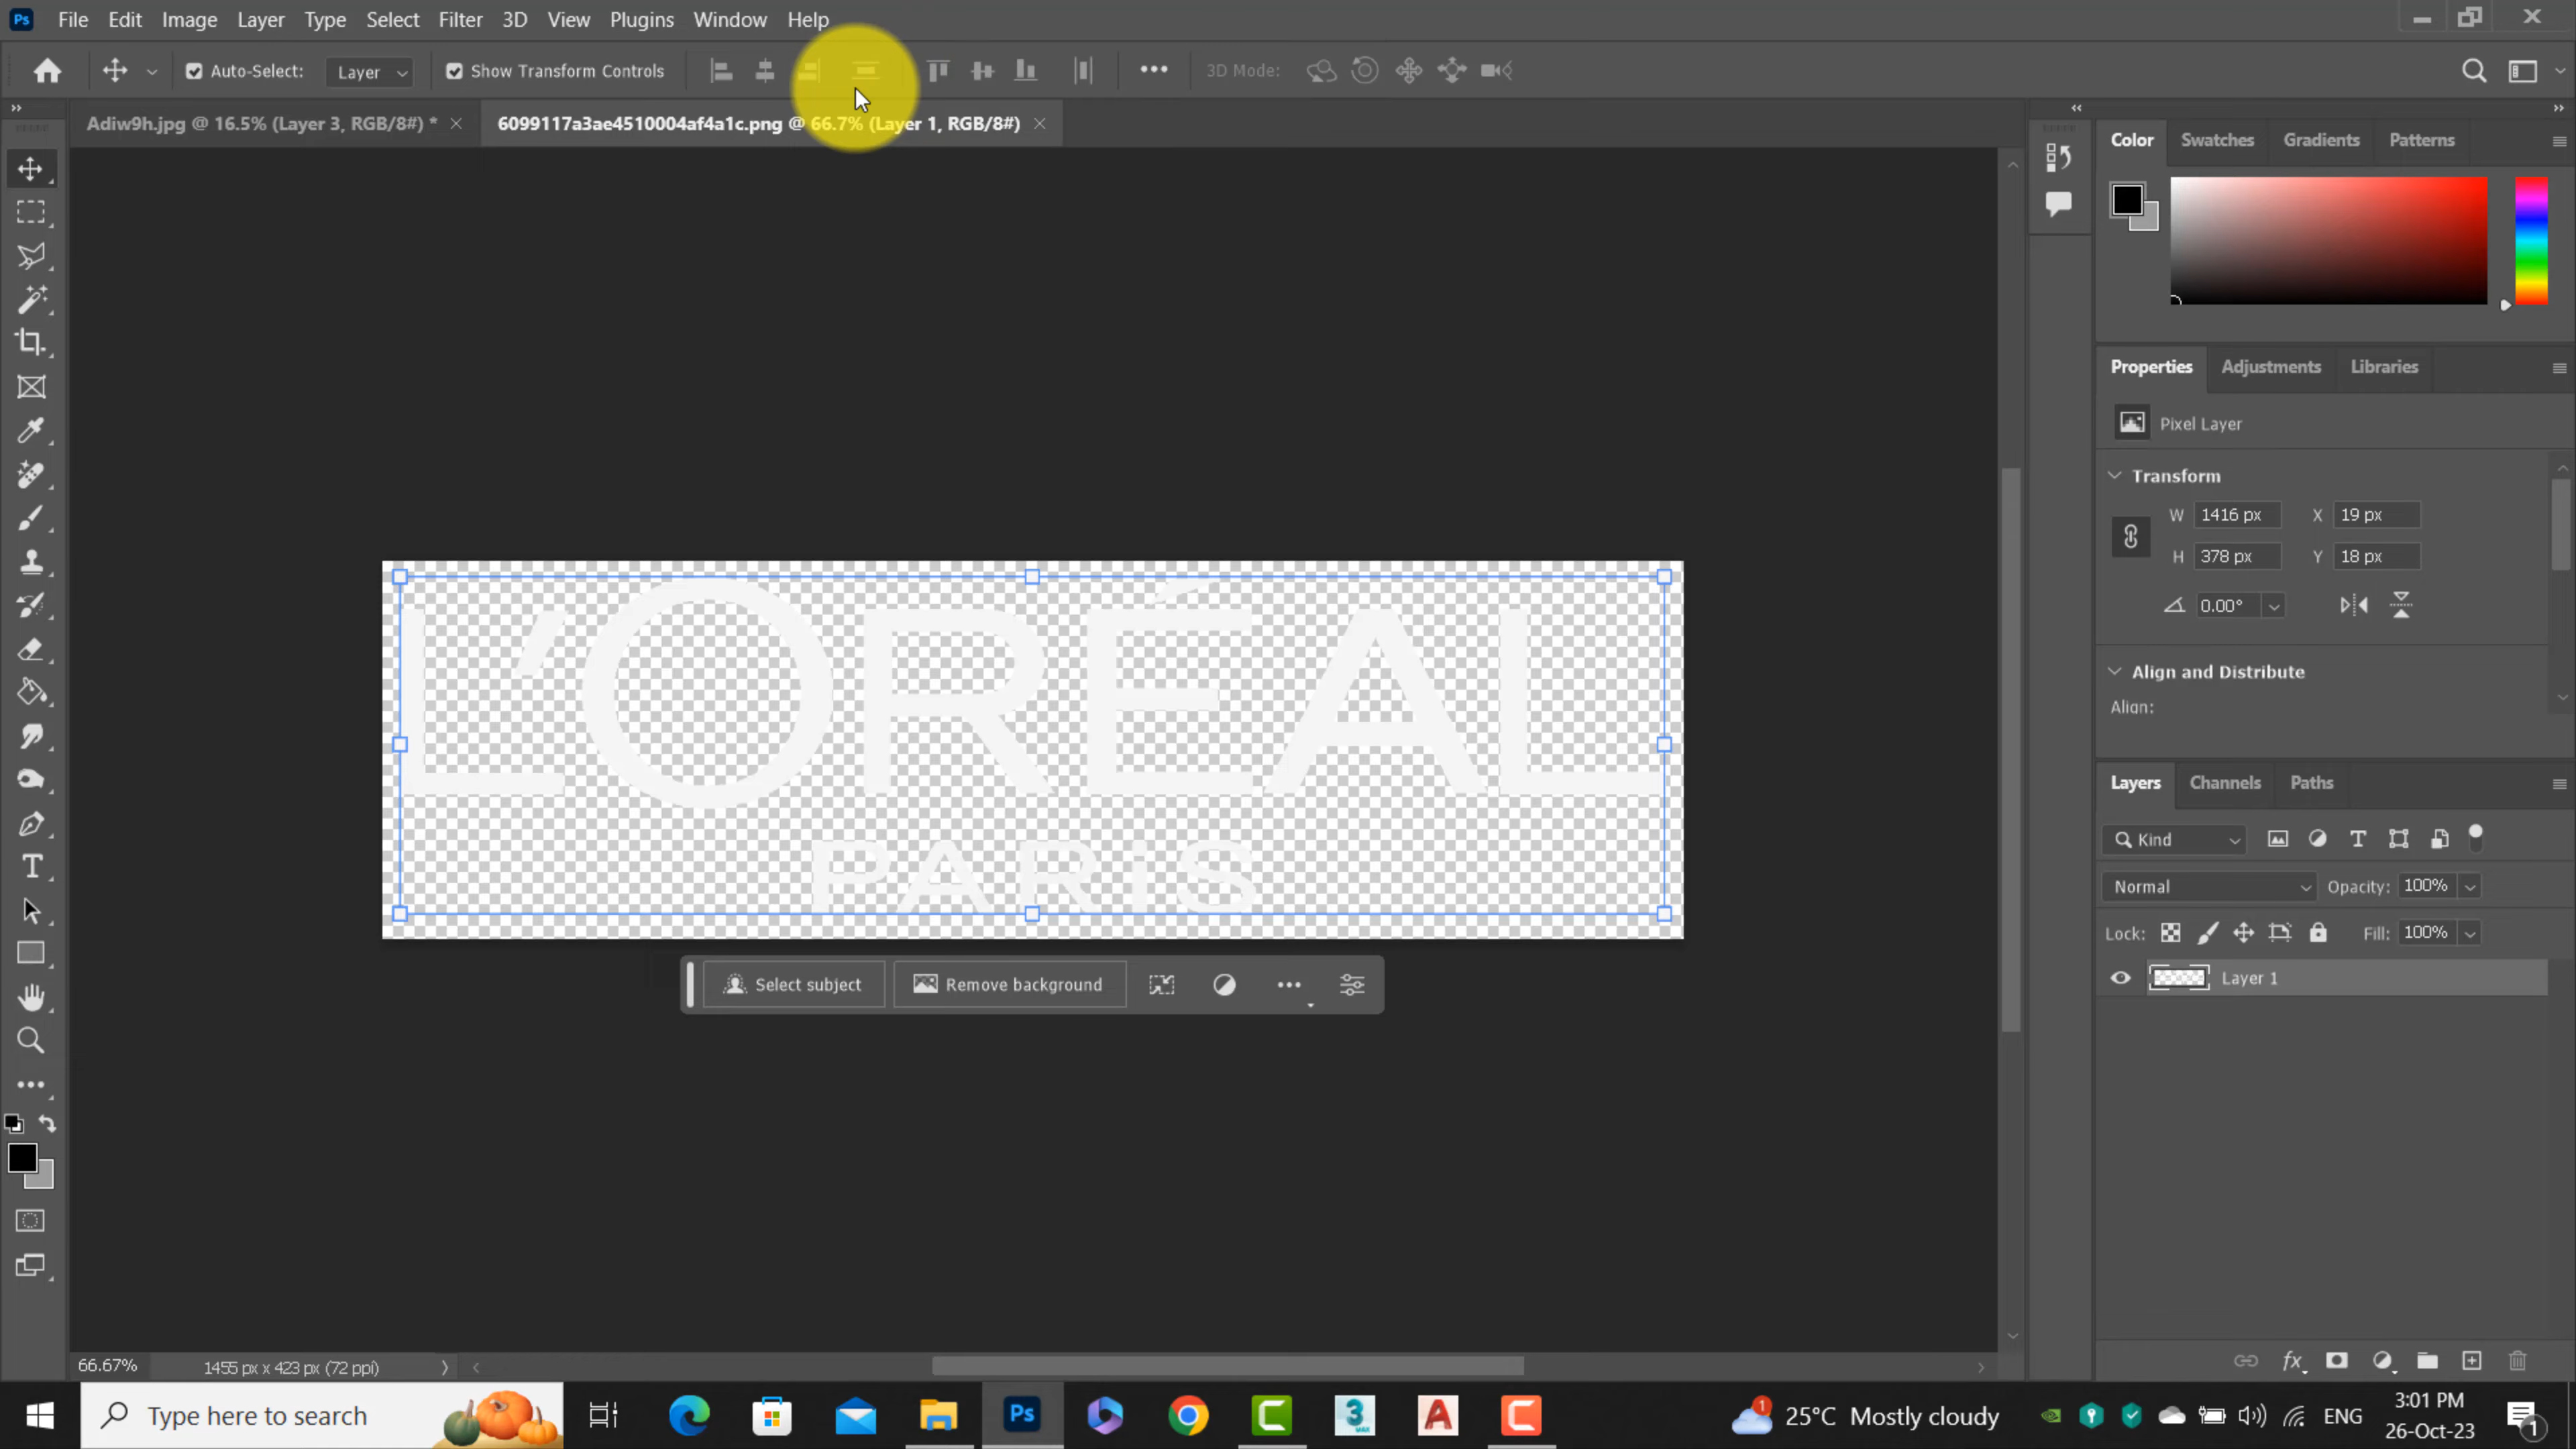 Ps File Edit Image Layer Type Select Filter 3D View Plugins Window Help
Auto-Select: Layer Show Transform Controls 3D Mode:
Adiw9h.jpg @ 16.5% (Layer 3, RGB/8#) * 6099117a3ae4510004af4a1c.png @ 66.7% (Layer 1, RGB/8#)
Color Swatches Gradients Patterns
Properties Adjustments Libraries
Pixel Layer
Transform
W 1416 px X 19 px
H 378 px Y 18 px
0.00°
Align and Distribute
Align:
L'ORÉAL
PARiS
Select subject Remove background
Layers Channels Paths
Kind
Normal Opacity: 100%
Lock: Fill: 100%
Layer 1
66.67% 1455 px x 423 px (72 ppi)
Type here to search
Ps
25°C Mostly cloudy
ENG
3:01 PM
26-Oct-23